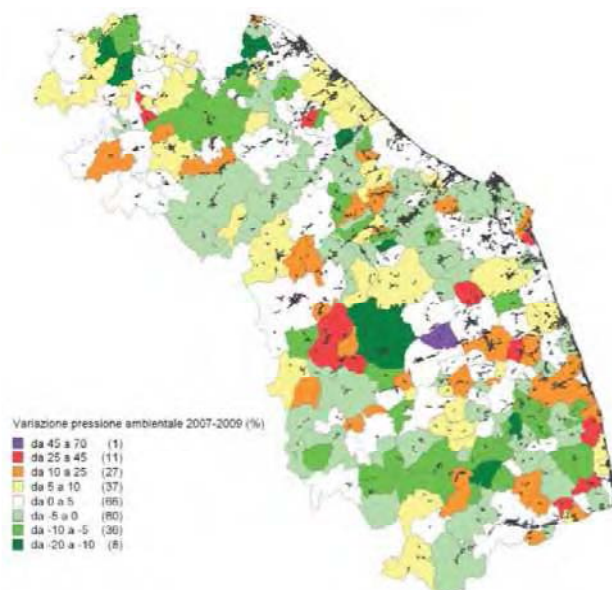 Variazione pressione ambientale 2007-2009 (%)
da 45 a 70 (1)
da 25 a 45 (11)
da 10 a 25 (27)
da 5 a 10 (37)
da 0 a 5 (66)
da -5 a 0 (60)
da -10 a -5 (36)
da -20 a -10 (8)